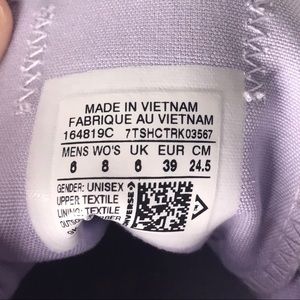 MADE IN VIETNAM
FABRIQUE AU VIETNAM
164819C 7TSHCTRK03567
MENS WO'S UK EUR CM
6 8 6 39 24.5
GENDER: UNISEX
UPPER: TEXTILE
LINING: TEXTILE
CONVERSE